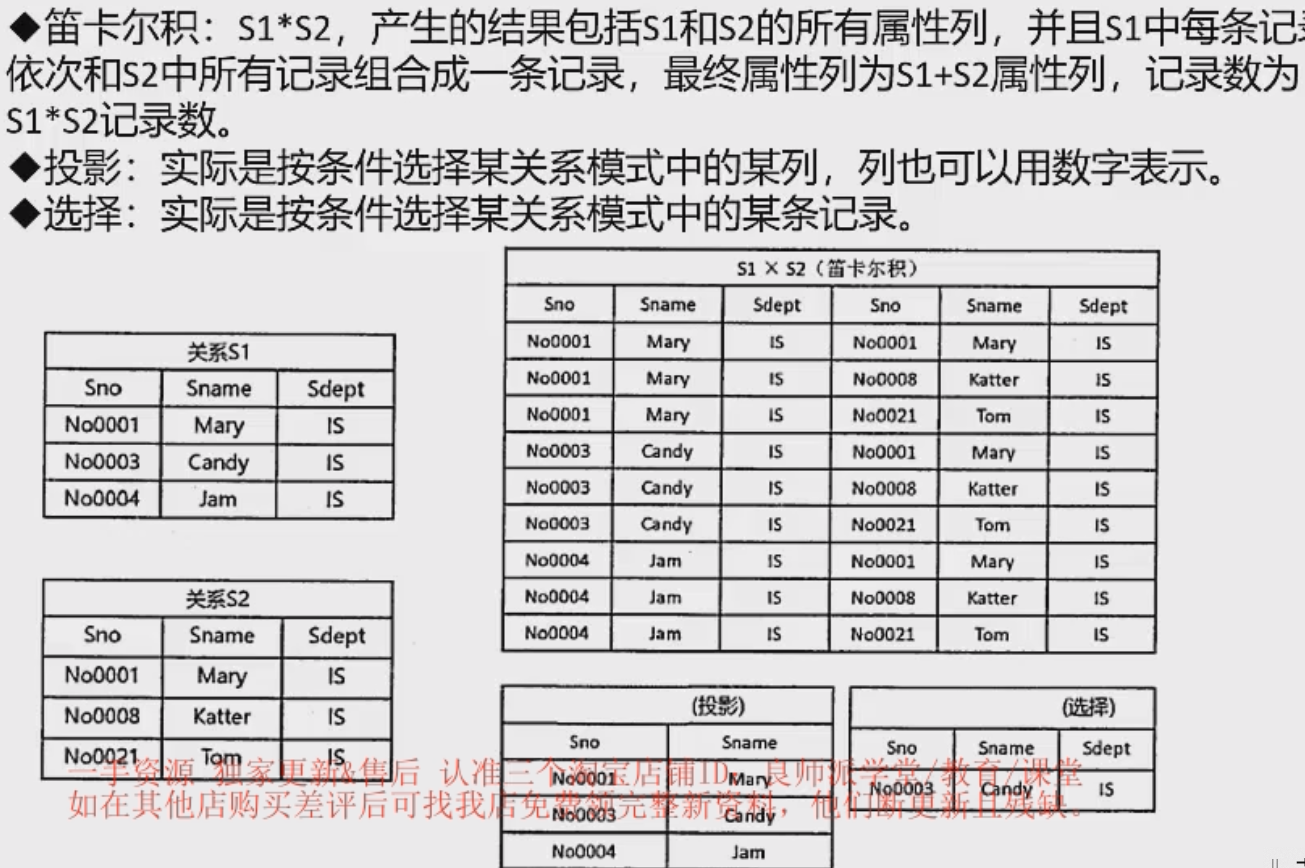 ◆笛卡尔积：S1*S2，产生的结果包括S1和S2的所有属性列，并且S1中每条记录
依次和S2中所有记录组合成一条记录，最终属性列为S1+S2属性列，记录数为
S1*S2记录数。
◆投影：实际是按条件选择某关系模式中的某列，列也可以用数字表示。
◆选择：实际是按条件选择某关系模式中的某条记录。
关系S1
Sno Sname Sdept
No0001 Mary IS
No0003 Candy IS
No0004 Jam IS
关系S2
Sno Sname Sdept
No0001 Mary IS
No0008 Katter IS
No0021 Tom IS
S1 × S2（笛卡尔积）
Sno Sname Sdept Sno Sname Sdept
No0001 Mary IS No0001 Mary IS
No0001 Mary IS No0008 Katter IS
No0001 Mary IS No0021 Tom IS
No0003 Candy IS No0001 Mary IS
No0003 Candy IS No0008 Katter IS
No0003 Candy IS No0021 Tom IS
No0004 Jam IS No0001 Mary IS
No0004 Jam IS No0008 Katter IS
No0004 Jam IS No0021 Tom IS
(投影)
Sno Sname
No0001 Mary
No0003 Candy
No0004 Jam
(选择)
Sno Sname Sdept
No0003 Candy IS
一手资源 独家更新&售后 认准三个淘宝店铺ID：良师派学堂/教育/课堂
如在其他店购买差评后可找我店免费领完整新资料，他们断更新且残缺。